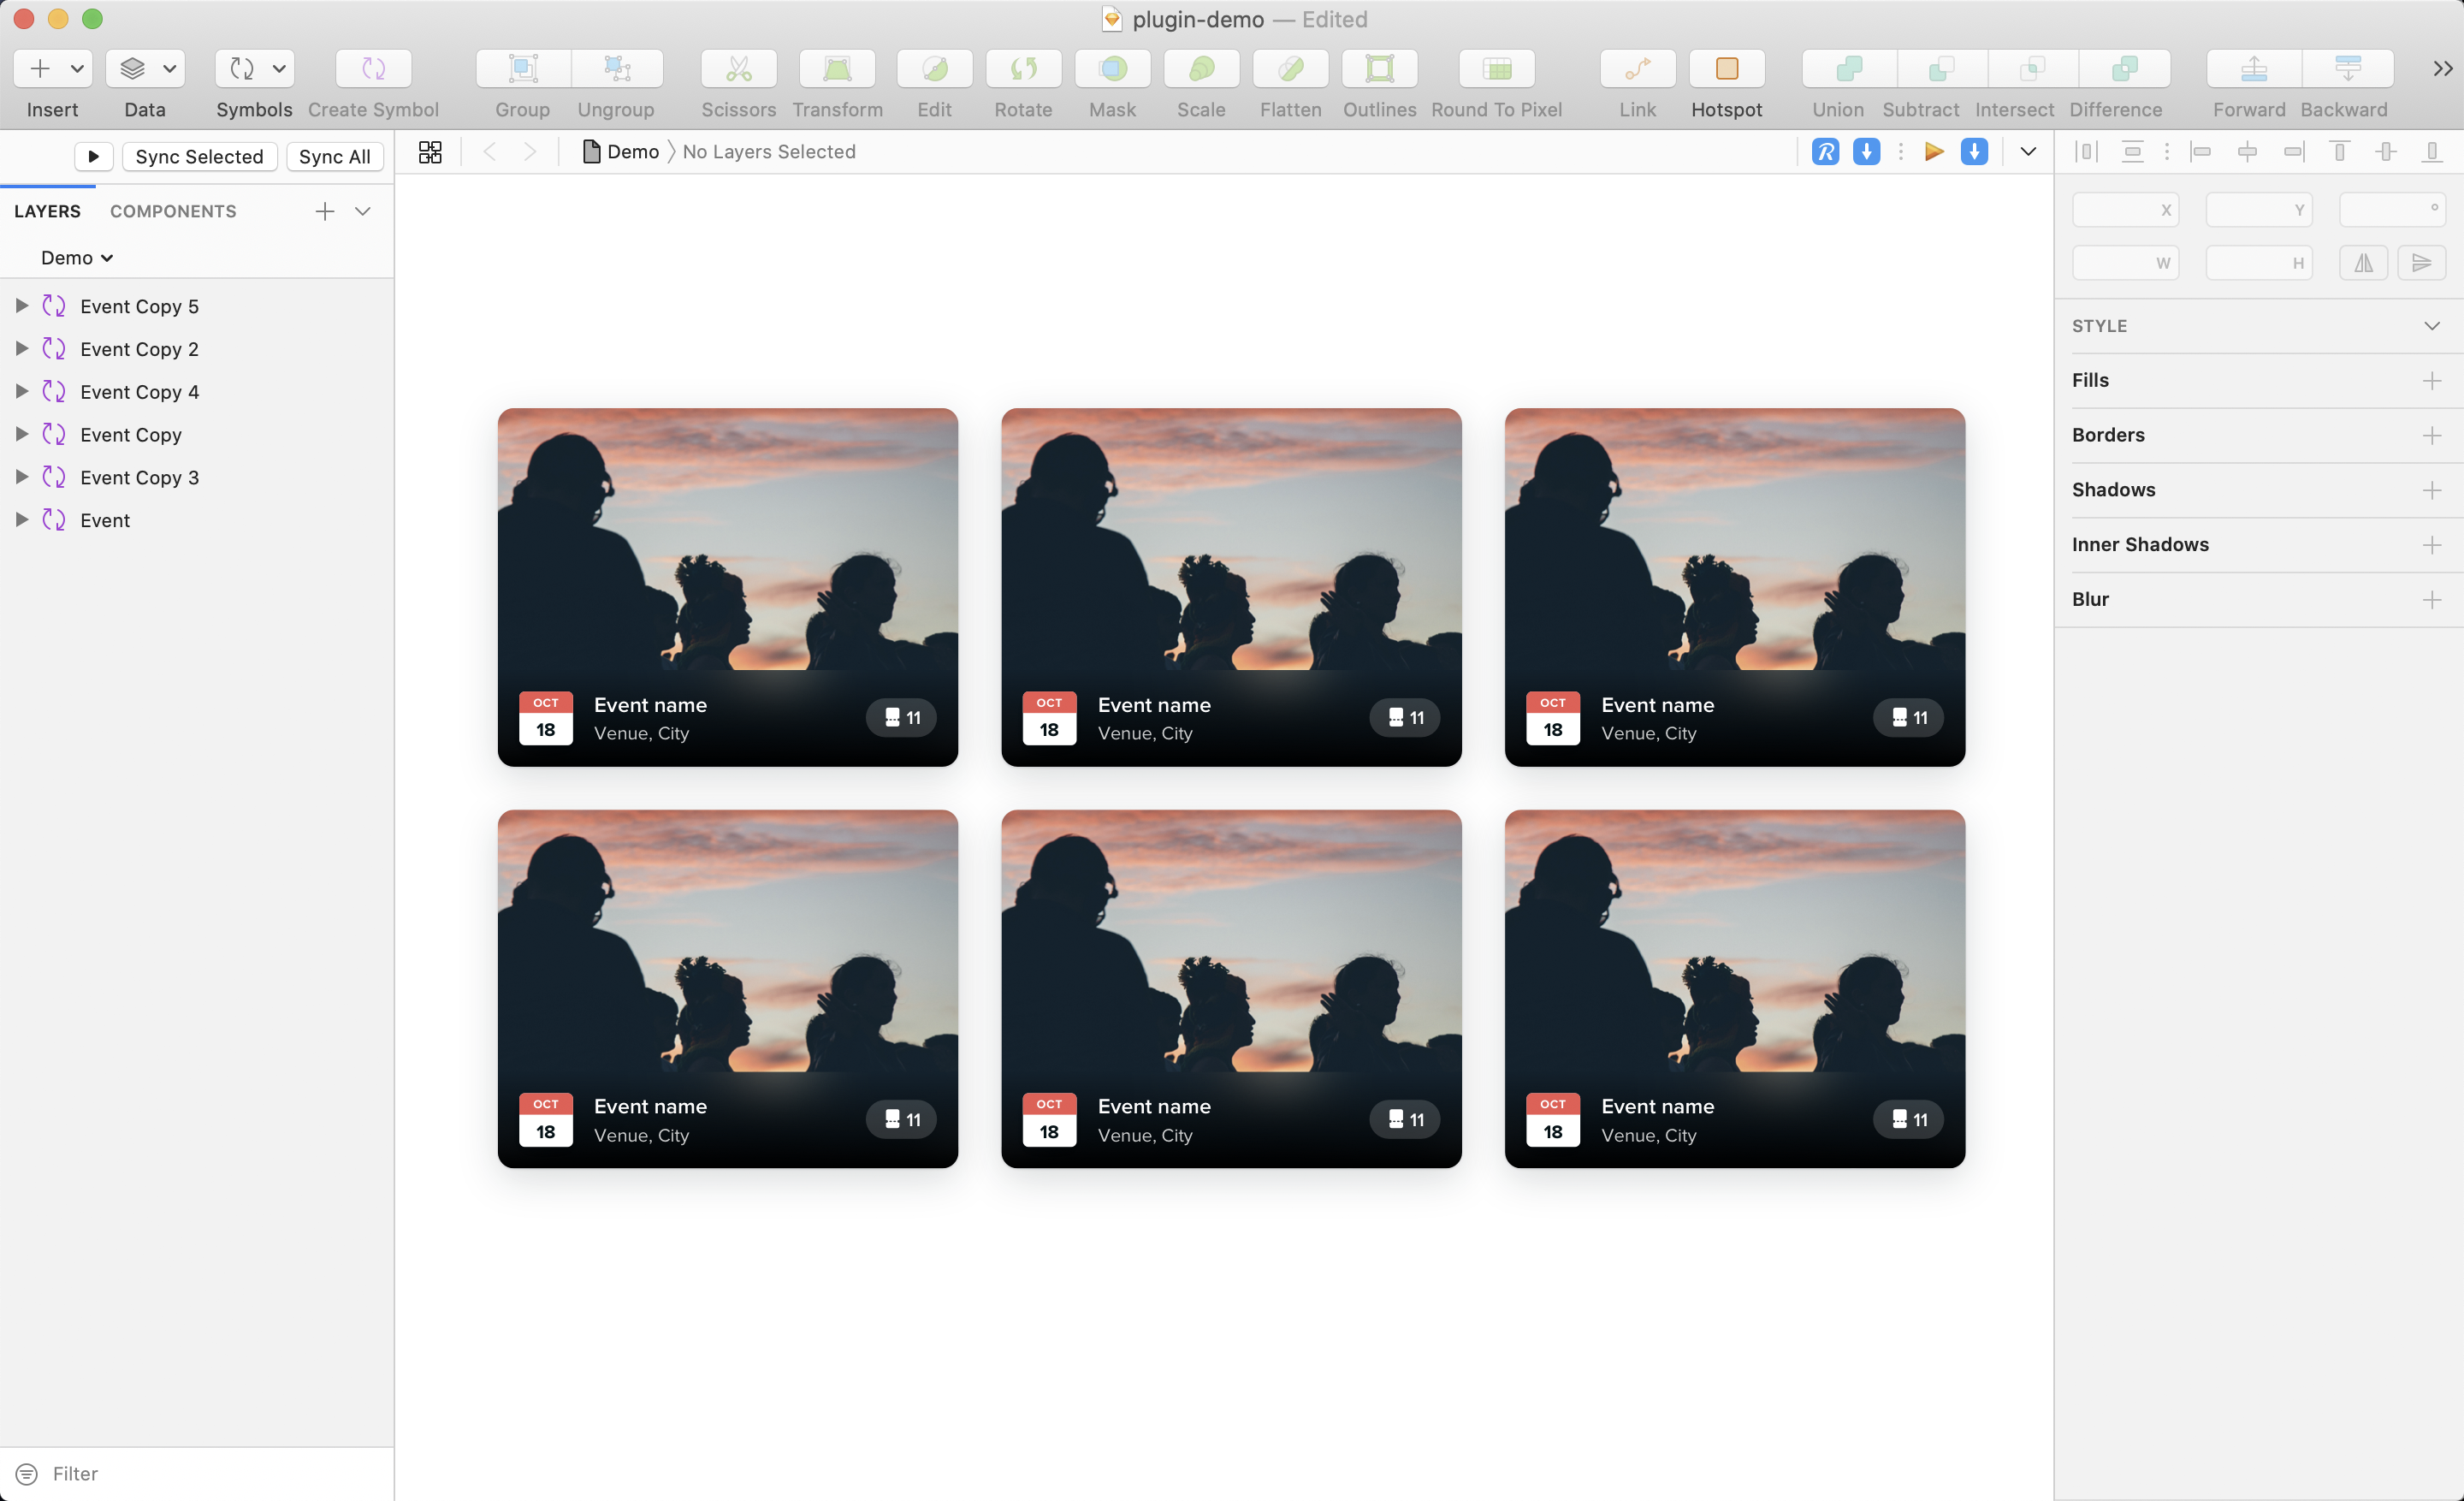 plugin-demo — Edited
Insert
Data
Symbols
Create Symbol
Group
Ungroup
Scissors
Transform
Edit
Rotate
Mask
Scale
Flatten
Outlines
Round To Pixel
Link
Hotspot
Union
Subtract
Intersect
Difference
Forward
Backward
Sync Selected
Sync All
Demo
No Layers Selected
LAYERS
COMPONENTS
Demo
Event Copy 5
Event Copy 2
Event Copy 4
Event Copy
Event Copy 3
Event
Filter
OCT
18
Event name
Venue, City
11
OCT
18
Event name
Venue, City
11
OCT
18
Event name
Venue, City
11
OCT
18
Event name
Venue, City
11
OCT
18
Event name
Venue, City
11
OCT
18
Event name
Venue, City
11
X
Y
°
W
H
STYLE
Fills
Borders
Shadows
Inner Shadows
Blur